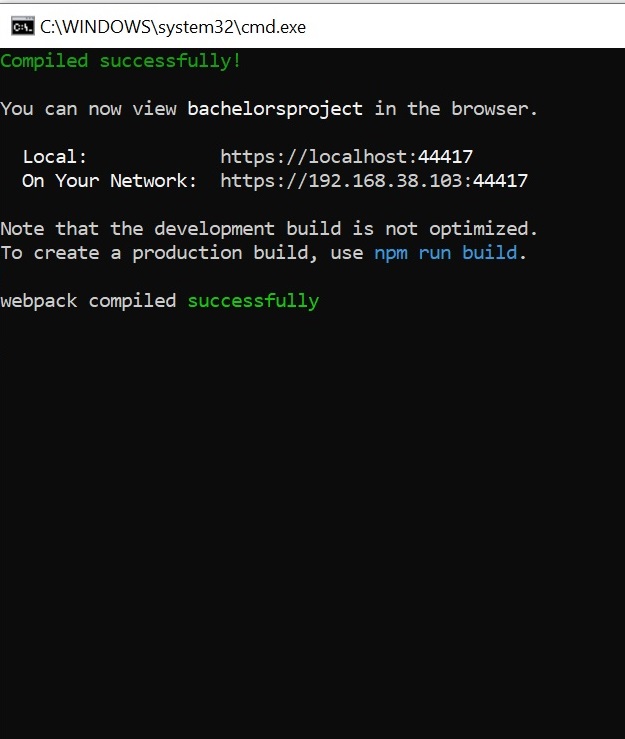 C:\WINDOWS\system32\cmd.exe
Compiled successfully!
You can now view bachelorsproject in the browser.
Local: https://localhost:44417
On Your Network: https://192.168.38.103:44417
Note that the development build is not optimized.
To create a production build, use npm run build.
webpack compiled successfully